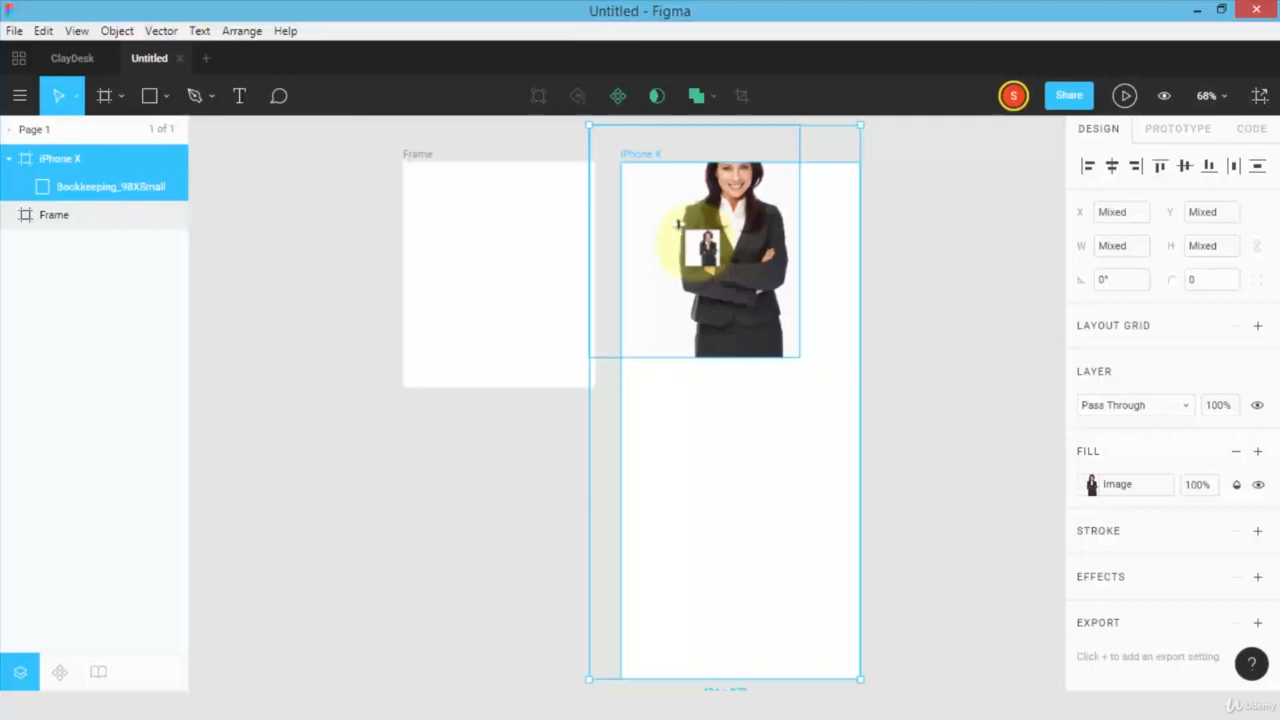 Untitled - Figma
File Edit View Object Vector Text Arrange Help
ClayDesk Untitled
S Share 68%
Page 1 1 of 1
DESIGN PROTOTYPE CODE
iPhone X
Bookkeeping_98XSmall
Frame
Frame
iPhone X
X Mixed Y Mixed
W Mixed H Mixed
0° 0
LAYOUT GRID
LAYER
Pass Through 100%
FILL
Image 100%
STROKE
EFFECTS
EXPORT
Click + to add an export setting
?
Udemy